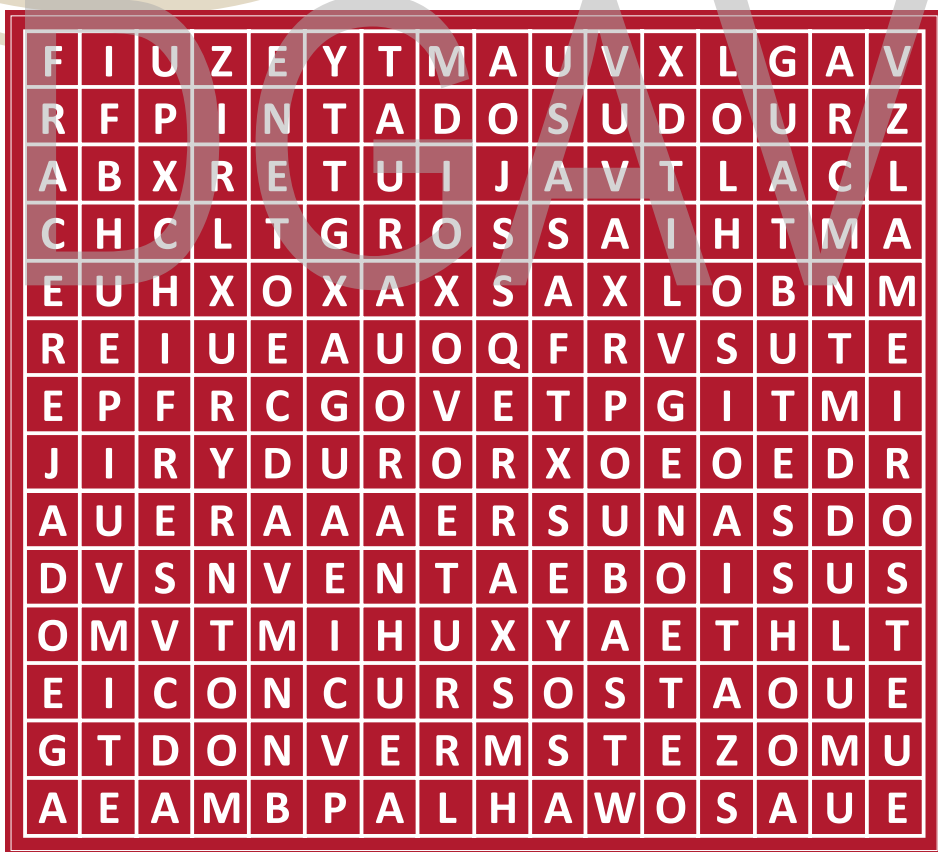 DGAV
F I U Z E Y T M A U V X L G A V
R F P I N T A D O S U D O U R Z
A B X R E T U I J A V T L A C L
C H C L T G R O S S A I H T M A
E U H X O X A X S A X L O B N M
R E I U E A U O Q F R V S U T E
E P F R C G O V E T P G I T M I
J I R Y D U R O R X O E O E D R
A U E R A A A E R S U N A S D O
D V S N V E N T A E B O I S U S
O M V T M I H U X Y A E T H L T
E I C O N C U R S O S T A O U E
G T D O N V E R M S T E Z O M U
A E A M B P A L H A W O S A U E